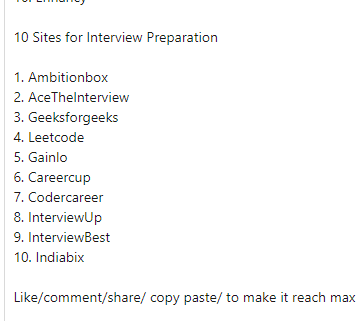 10 Sites for Interview Preparation
1. Ambitionbox
2. AceTheInterview
3. Geeksforgeeks
4. Leetcode
5. Gainlo
6. Careercup
7. Codercareer
8. InterviewUp
9. InterviewBest
10. Indiabix
Like/comment/share/ copy paste/ to make it reach max